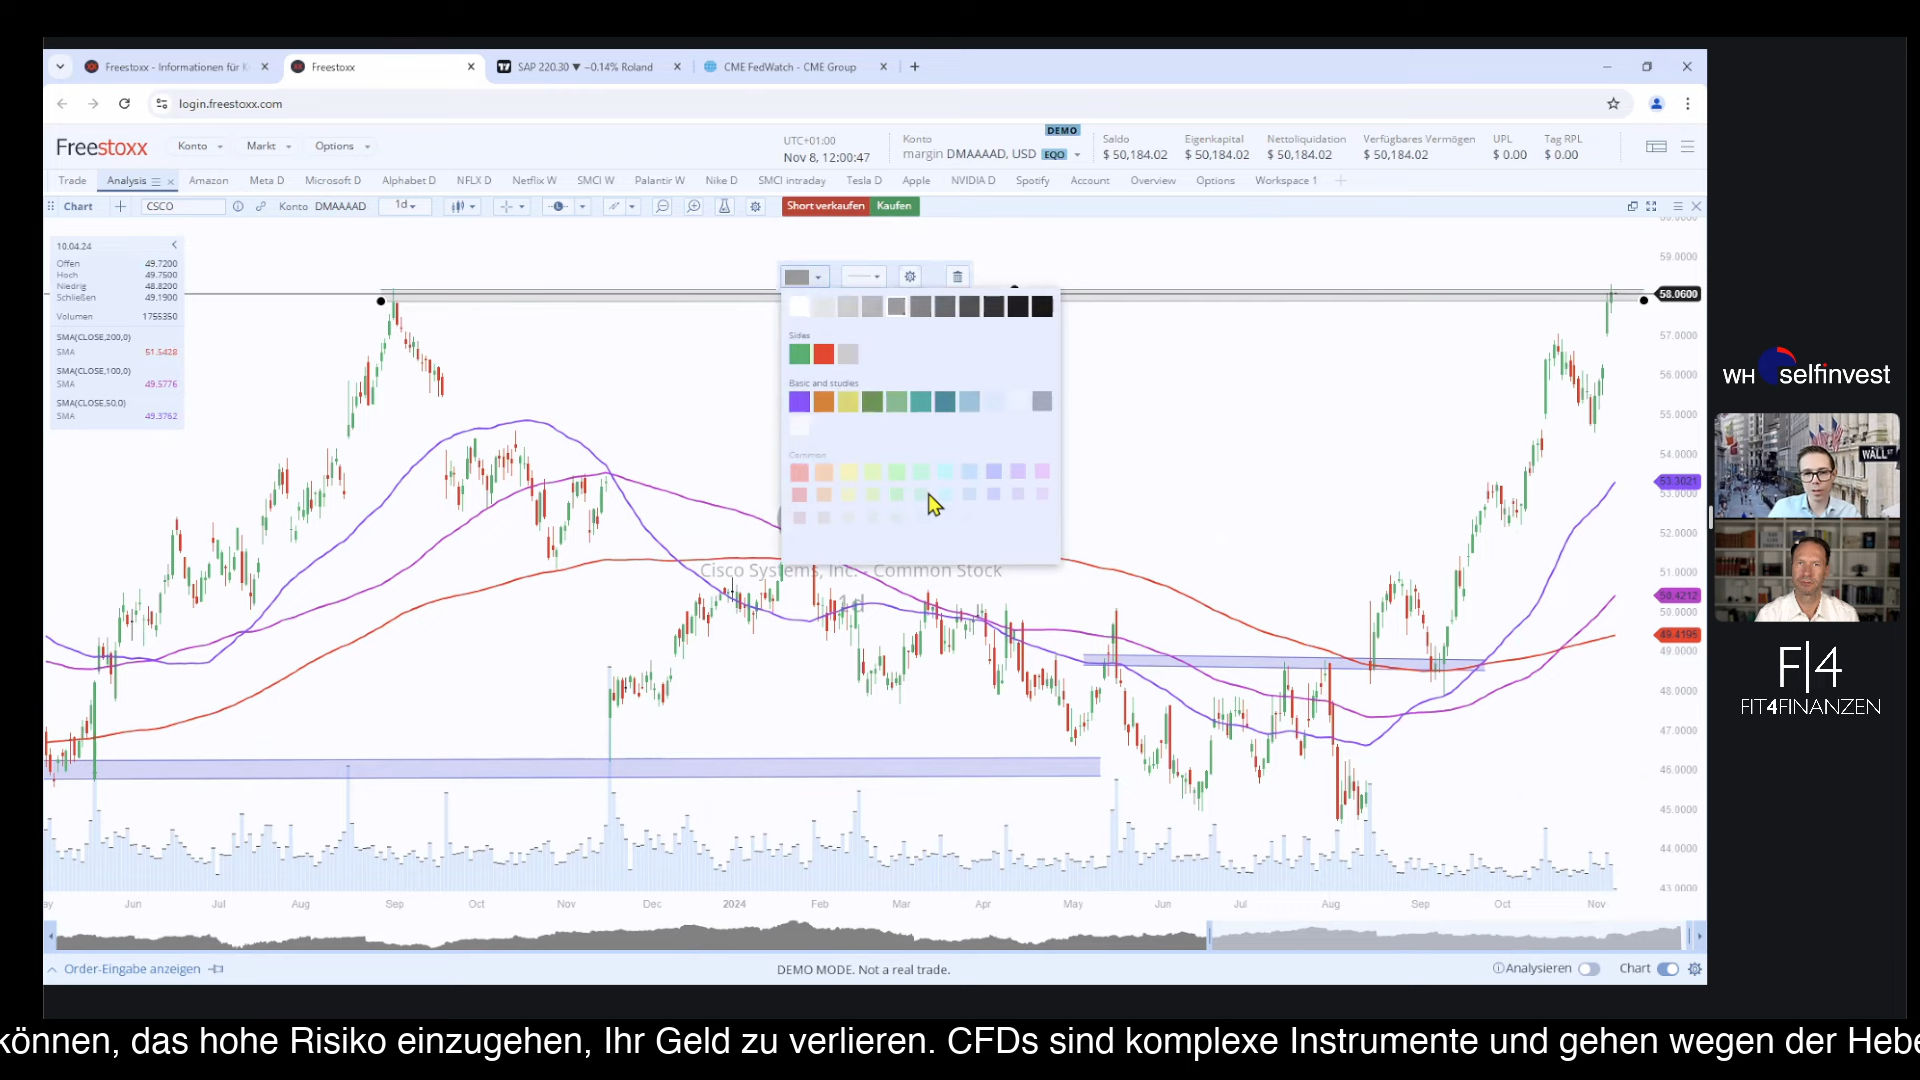 Freestoxx - Informationen für K
Freestoxx
SAP 220.30 ▼ −0.14% Roland
CME FedWatch - CME Group
login.freestoxx.com
Freestoxx
Konto
Markt
Options
UTC+01:00
Nov 8, 12:00:47
Konto
DEMO
margin DMAAAAD, USD EQO
Saldo
$ 50,184.02
Eigenkapital
$ 50,184.02
Nettoliquidation
$ 50,184.02
Verfügbares Vermögen
$ 50,184.02
UPL
$ 0.00
Tag RPL
$ 0.00
Trade
Analysis
Amazon
Meta D
Microsoft D
Alphabet D
NFLX D
Netflix W
SMCI W
Palantir W
Nike D
SMCI intraday
Tesla D
Apple
NVIDIA D
Spotify
Account
Overview
Options
Workspace 1
Chart
CSCO
Konto DMAAAAD
1d
Short verkaufen
Kaufen
10.04.24
Offen 49.7200
Hoch 49.7500
Niedrig 48.8200
Schließen 49.1900
Volumen 1755350
SMA(CLOSE,200,0)
SMA 51.5428
SMA(CLOSE,100,0)
SMA 49.5776
SMA(CLOSE,50,0)
SMA 49.3762
Sides
Basic and studies
Common
Cisco Systems, Inc. - Common Stock
1d
59.0000
58.0600
57.0000
56.0000
55.0000
54.0000
53.3021
53.0000
52.0000
51.0000
50.4212
50.0000
49.4195
49.0000
48.0000
47.0000
46.0000
45.0000
44.0000
43.0000
Jun
Jul
Aug
Sep
Oct
Nov
Dec
2024
Feb
Mar
Apr
May
Jun
Jul
Aug
Sep
Oct
Nov
Order-Eingabe anzeigen
DEMO MODE. Not a real trade.
Analysieren
Chart
WH selfinvest
WALL
F|4
FIT4FINANZEN
können, das hohe Risiko einzugehen, Ihr Geld zu verlieren. CFDs sind komplexe Instrumente und gehen wegen der Hebe